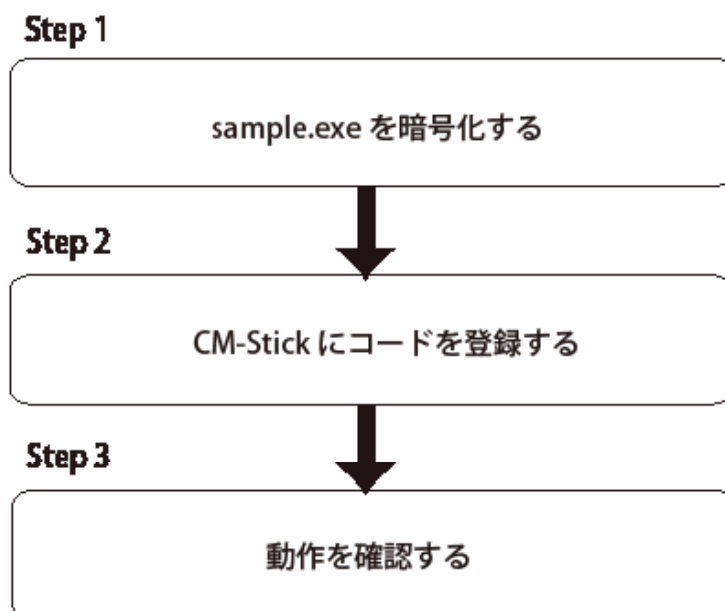 Step 1
sample.exe を暗号化する
Step 2
CM-Stick にコードを登録する
Step 3
動作を確認する